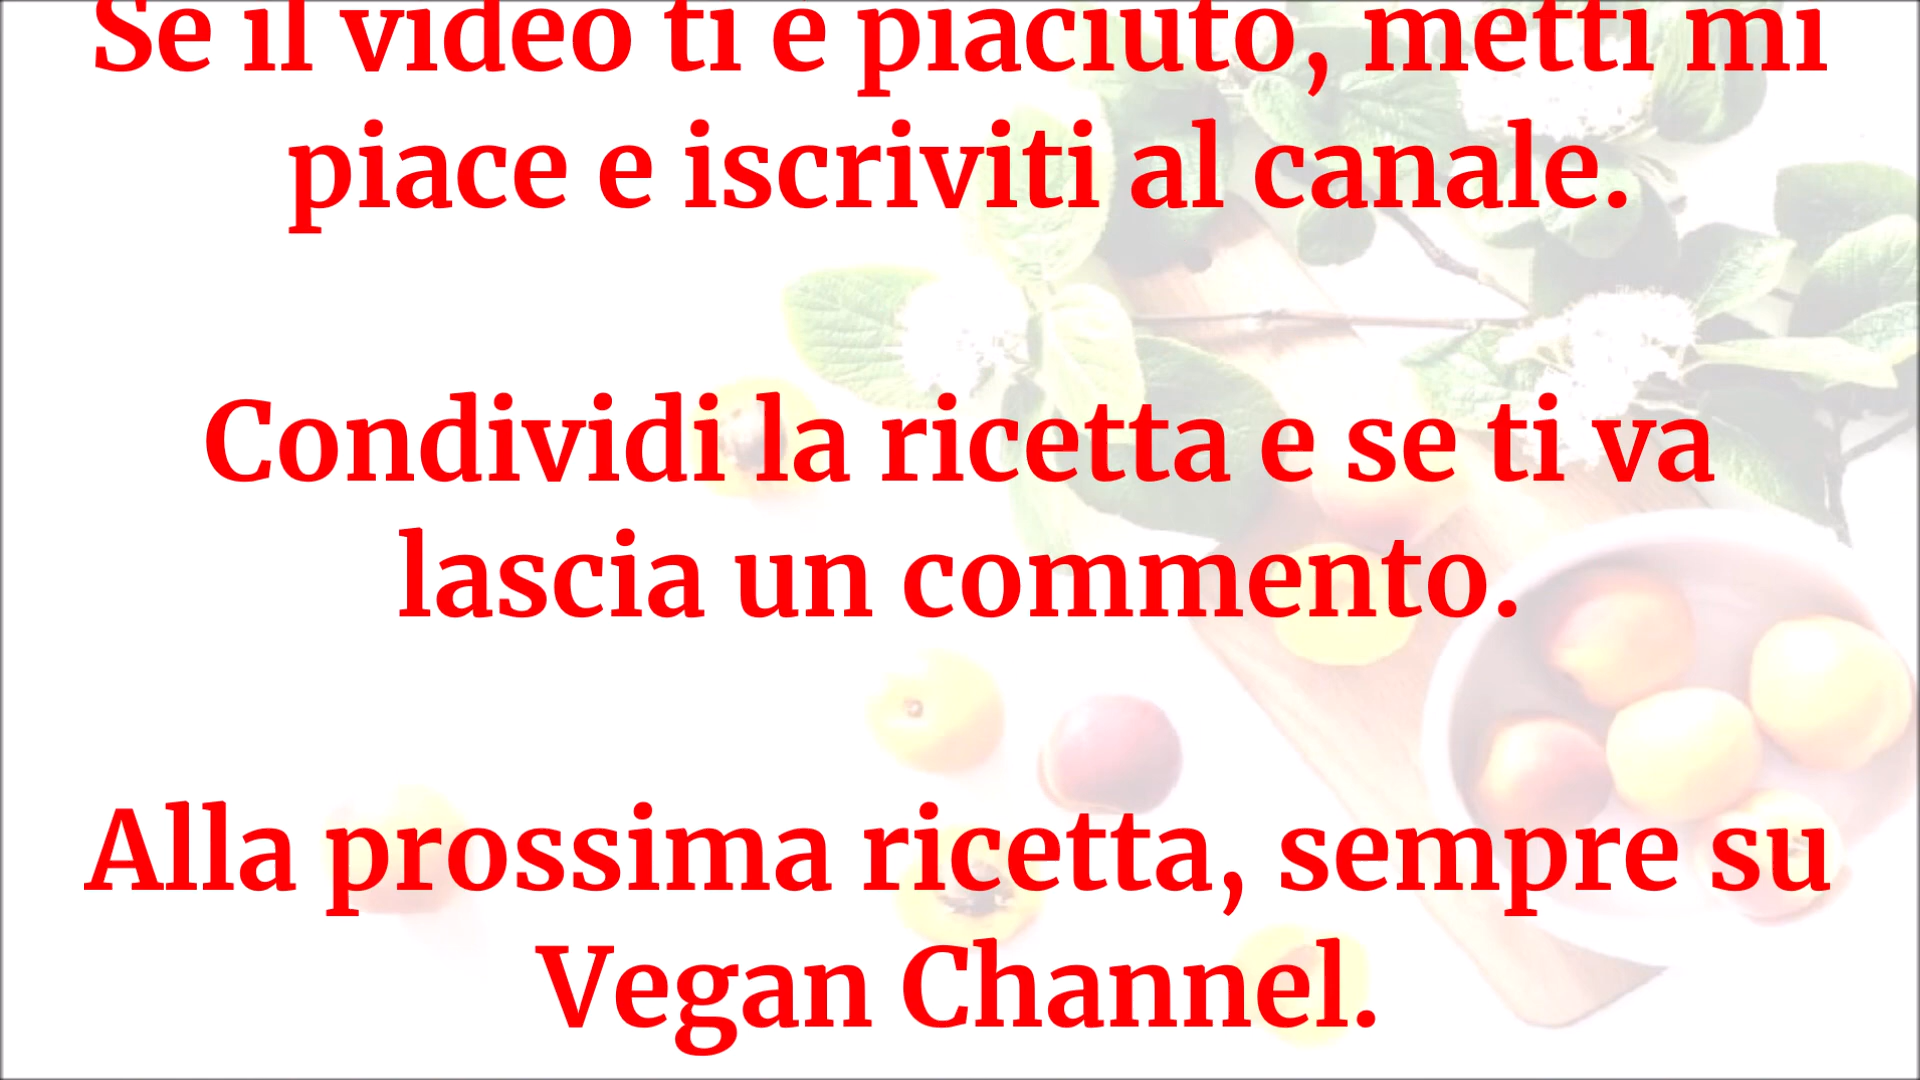 Se il video ti è piaciuto, metti mi
piace e iscriviti al canale.
Condividi la ricetta e se ti va
lascia un commento.
Alla prossima ricetta, sempre su
Vegan Channel.